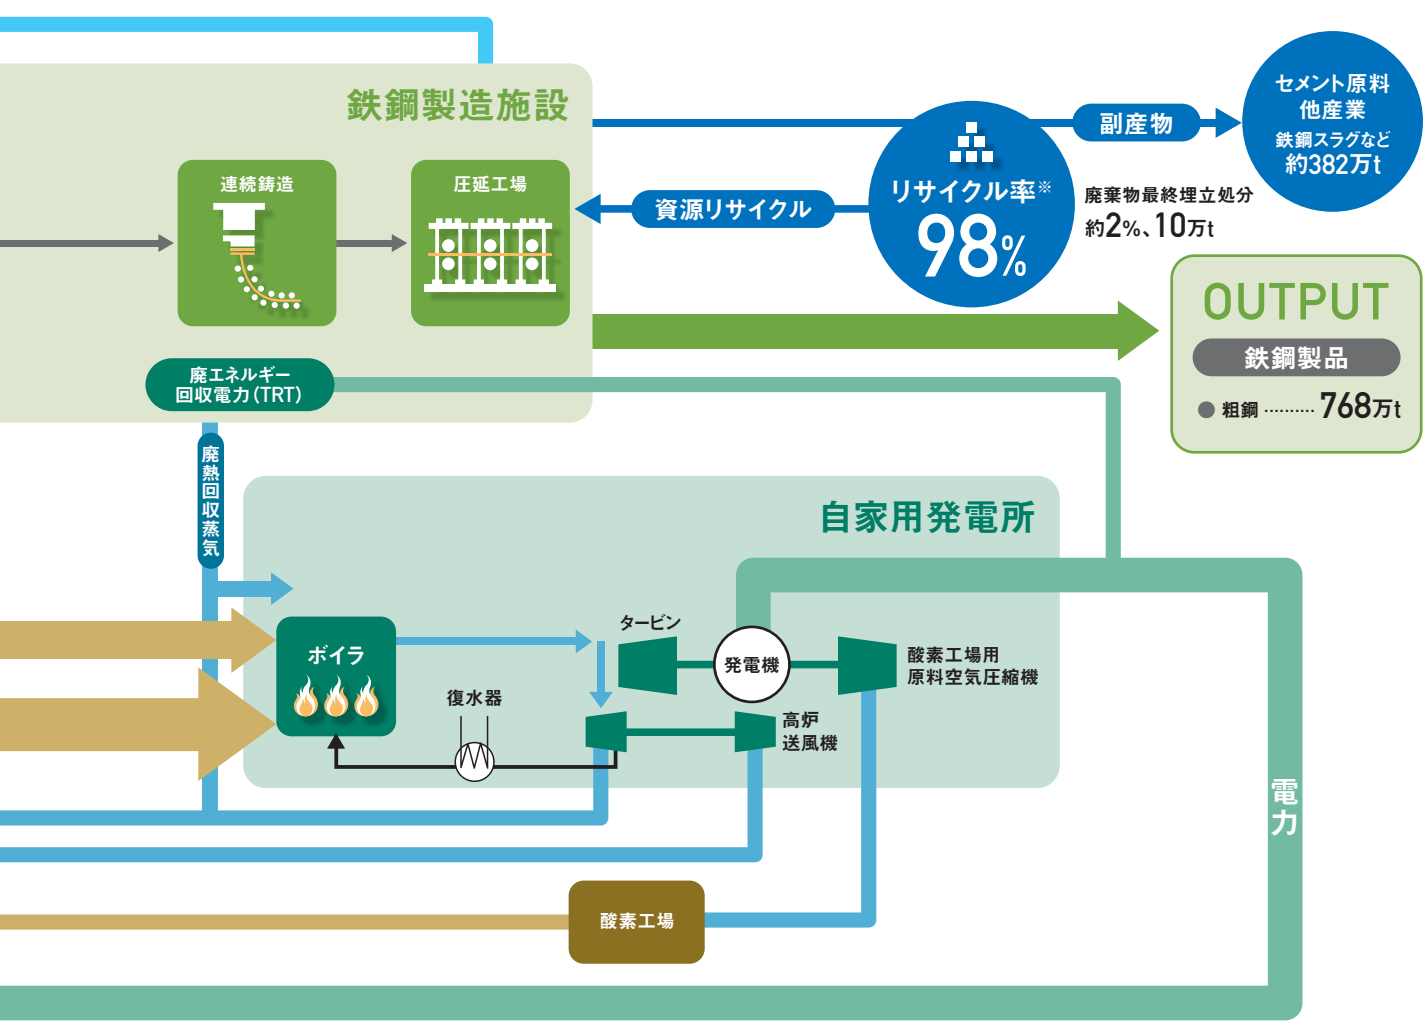 鉄鋼製造施設
連続鋳造
圧延工場
廃エネルギー
回収電力(TRT)
廃熱回収蒸気
資源リサイクル
リサイクル率※
98%
副産物
セメント原料
他産業
鉄鋼スラグなど
約382万t
廃棄物最終埋立処分
約2%、10万t
OUTPUT
鉄鋼製品
● 粗鋼 .......... 768万t
自家用発電所
ボイラ
復水器
タービン
発電機
酸素工場用
原料空気圧縮機
高炉
送風機
酸素工場
電力